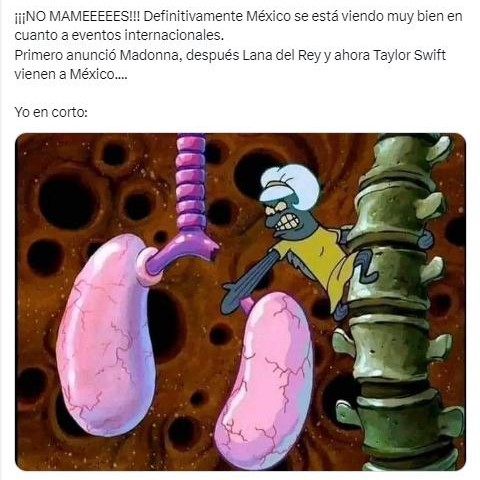 ¡¡¡NO MAMEEEEES!!! Definitivamente México se está viendo muy bien en
cuanto a eventos internacionales.
Primero anunció Madonna, después Lana del Rey y ahora Taylor Swift
vienen a México....
Yo en corto: